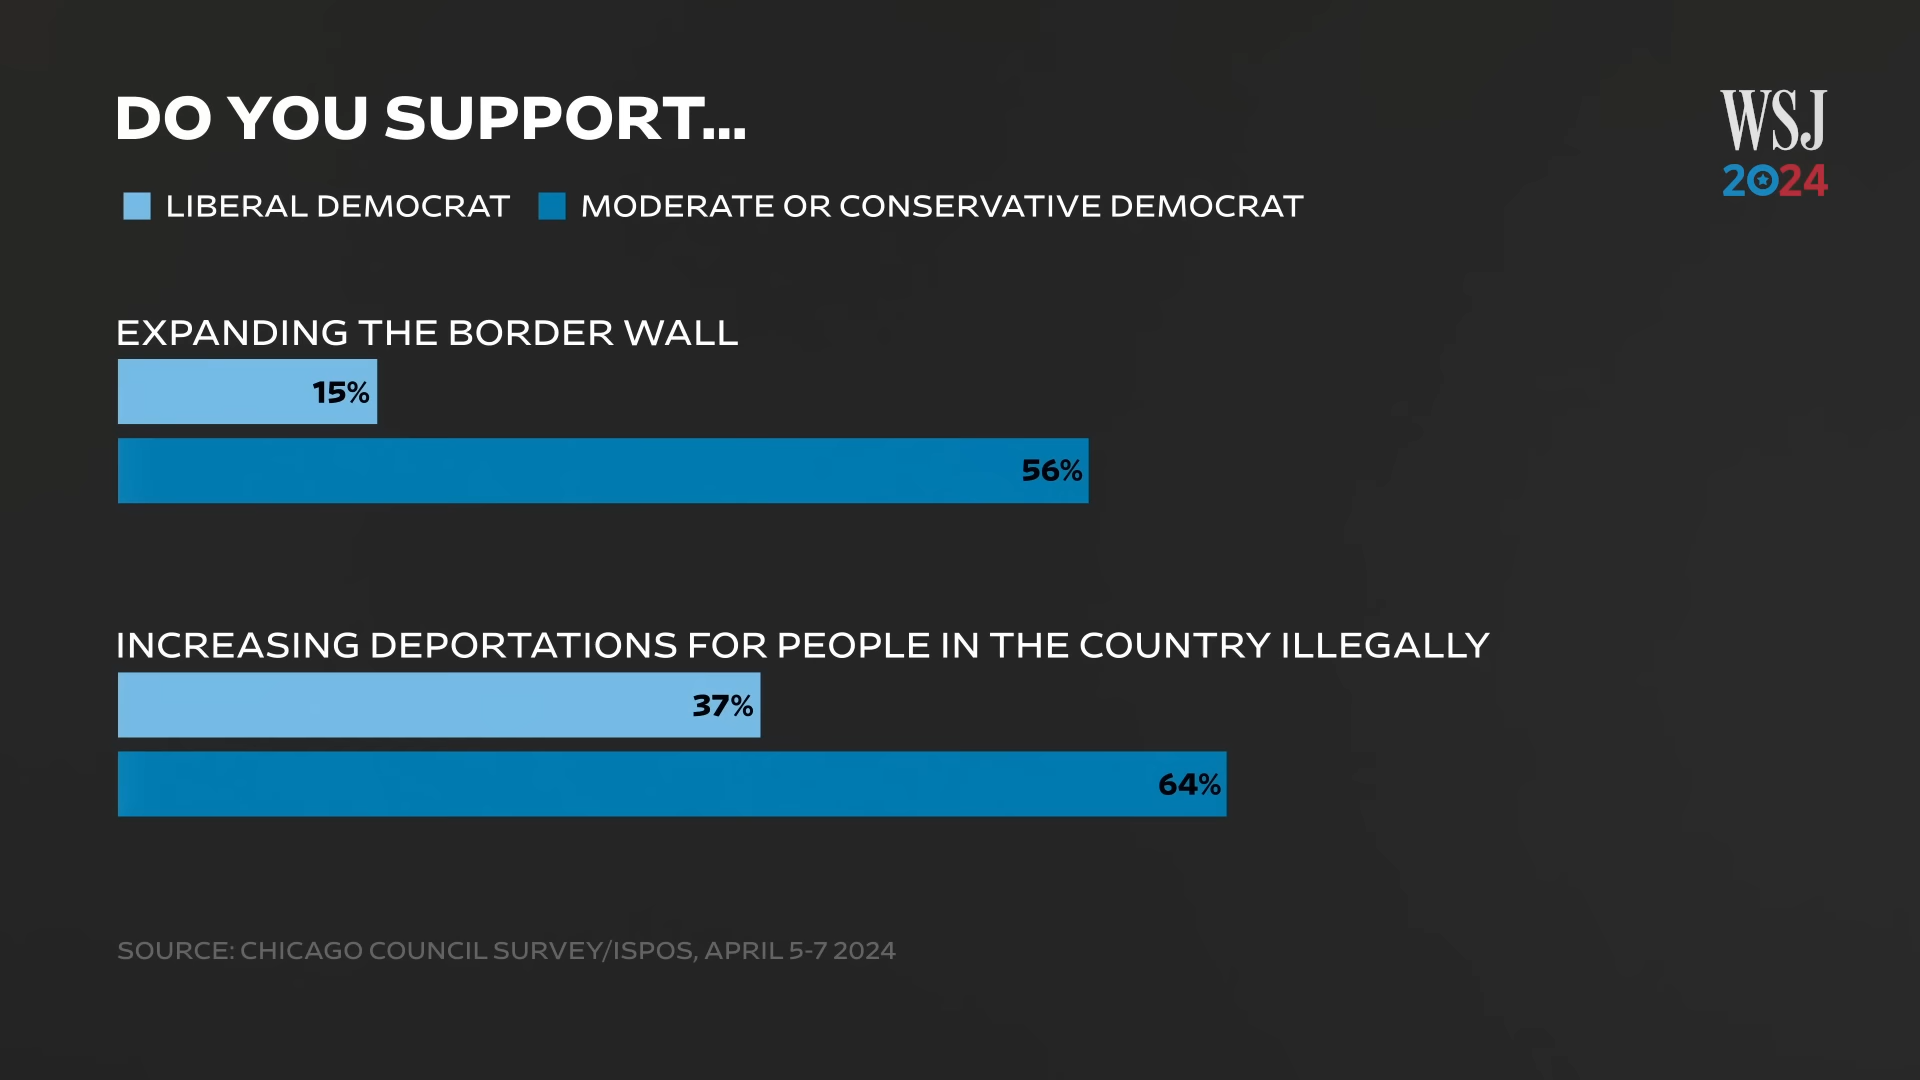 DO YOU SUPPORT...
WSJ
2024
LIBERAL DEMOCRAT MODERATE OR CONSERVATIVE DEMOCRAT
EXPANDING THE BORDER WALL
15%
56%
INCREASING DEPORTATIONS FOR PEOPLE IN THE COUNTRY ILLEGALLY
37%
64%
SOURCE: CHICAGO COUNCIL SURVEY/ISPOS, APRIL 5-7 2024